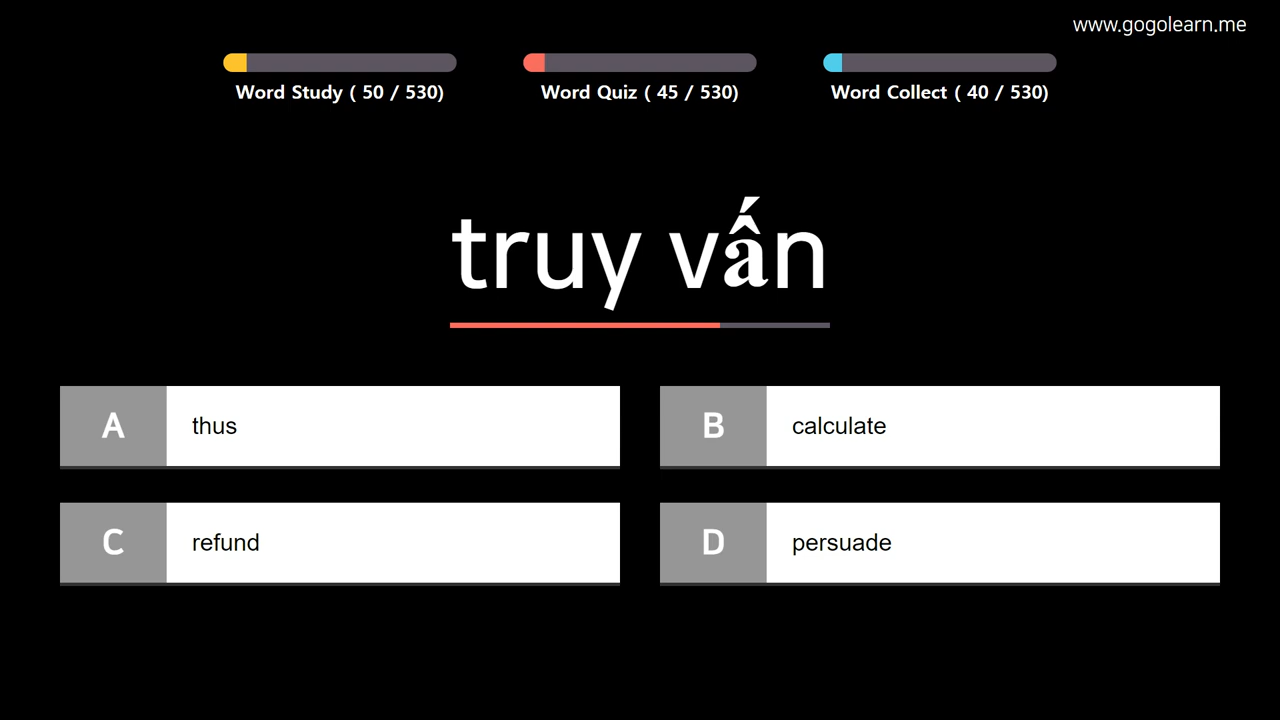 www.gogolearn.me
Word Study ( 50 / 530)
Word Quiz ( 45 / 530)
Word Collect ( 40 / 530)
truy vấn
A thus
B calculate
C refund
D persuade